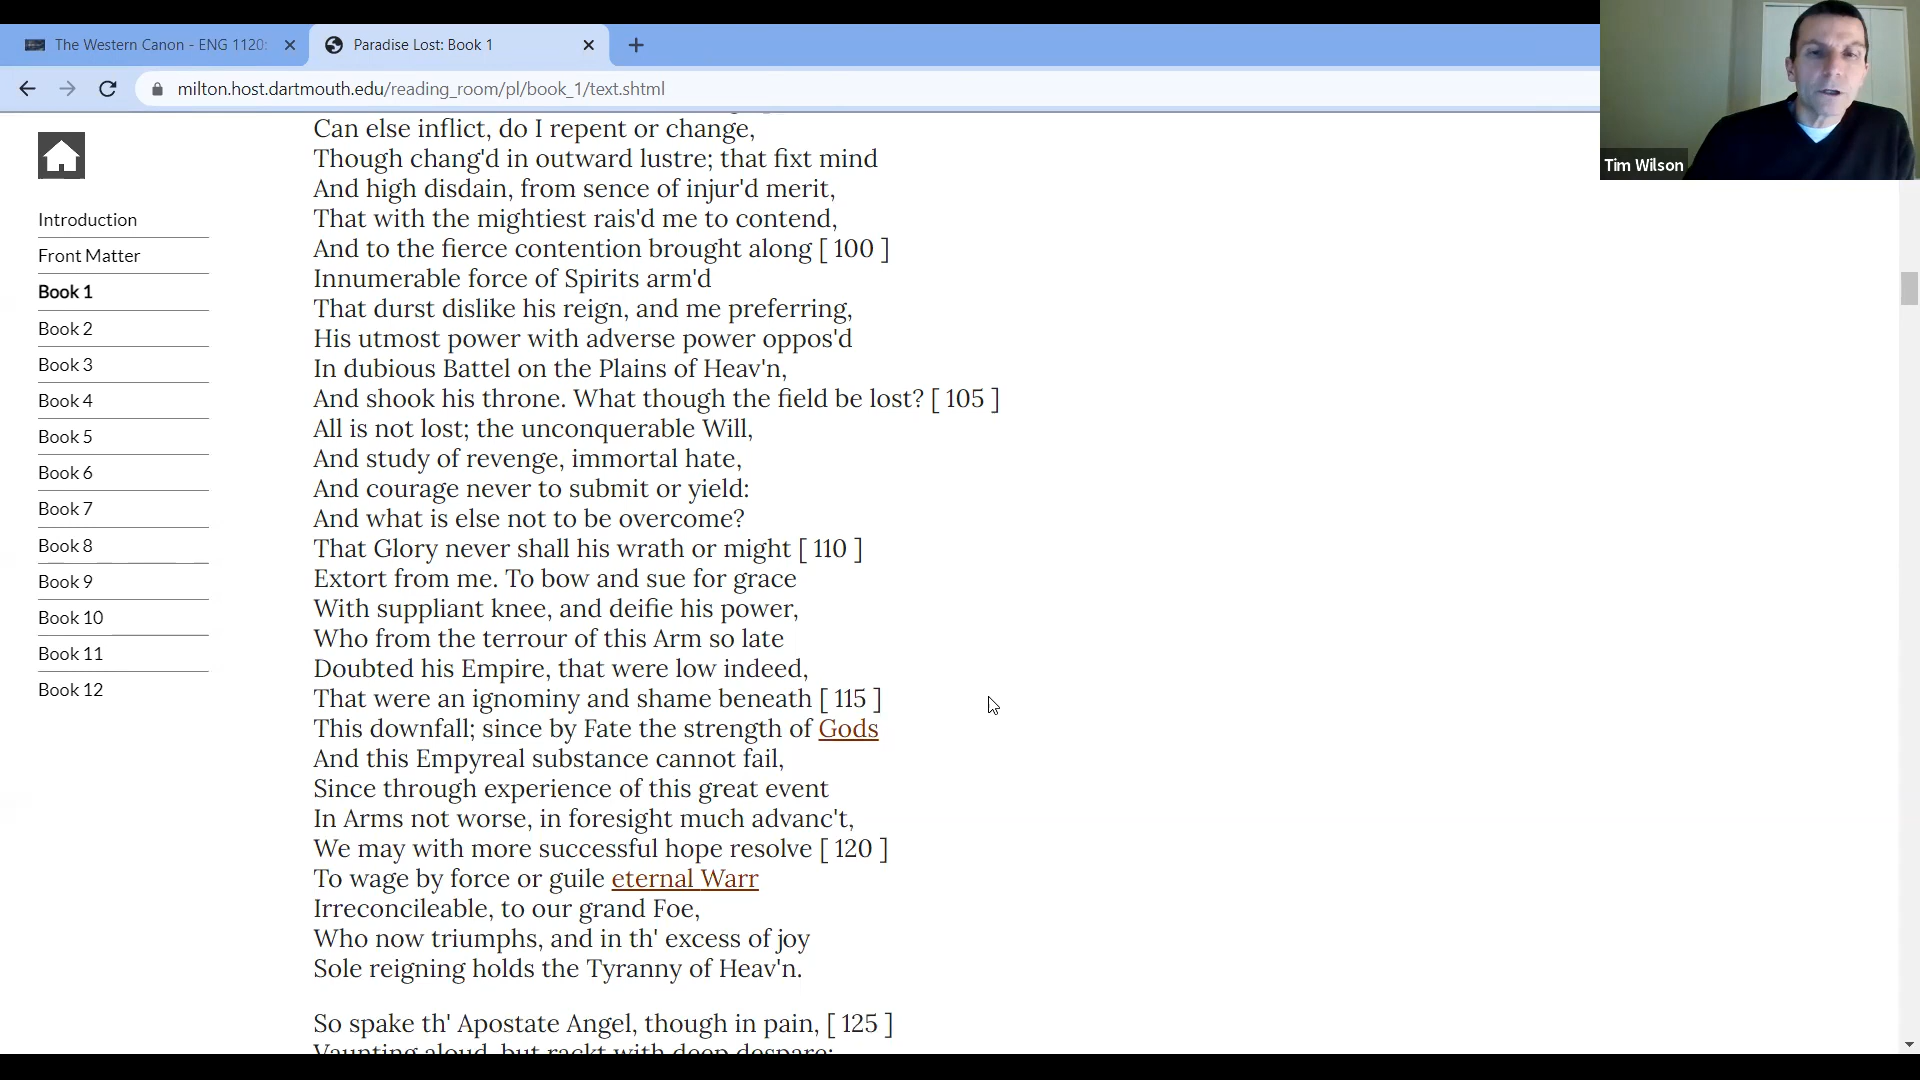 The Western Canon - ENG 1120:
Paradise Lost: Book 1
milton.host.dartmouth.edu/reading_room/pl/book_1/text.shtml
Tim Wilson
Introduction
Front Matter
Book 1
Book 2
Book 3
Book 4
Book 5
Book 6
Book 7
Book 8
Book 9
Book 10
Book 11
Book 12
Can else inflict, do I repent or change,
Though chang'd in outward lustre; that fixt mind
And high disdain, from sence of injur'd merit,
That with the mightiest rais'd me to contend,
And to the fierce contention brought along [ 100 ]
Innumerable force of Spirits arm'd
That durst dislike his reign, and me preferring,
His utmost power with adverse power oppos'd
In dubious Battel on the Plains of Heav'n,
And shook his throne. What though the field be lost? [ 105 ]
All is not lost; the unconquerable Will,
And study of revenge, immortal hate,
And courage never to submit or yield:
And what is else not to be overcome?
That Glory never shall his wrath or might [ 110 ]
Extort from me. To bow and sue for grace
With suppliant knee, and deifie his power,
Who from the terrour of this Arm so late
Doubted his Empire, that were low indeed,
That were an ignominy and shame beneath [ 115 ]
This downfall; since by Fate the strength of Gods
And this Empyreal substance cannot fail,
Since through experience of this great event
In Arms not worse, in foresight much advanc't,
We may with more successful hope resolve [ 120 ]
To wage by force or guile eternal Warr
Irreconcileable, to our grand Foe,
Who now triumphs, and in th' excess of joy
Sole reigning holds the Tyranny of Heav'n.
So spake th' Apostate Angel, though in pain, [ 125 ]
Vaunting aloud, but rackt with deep despare: